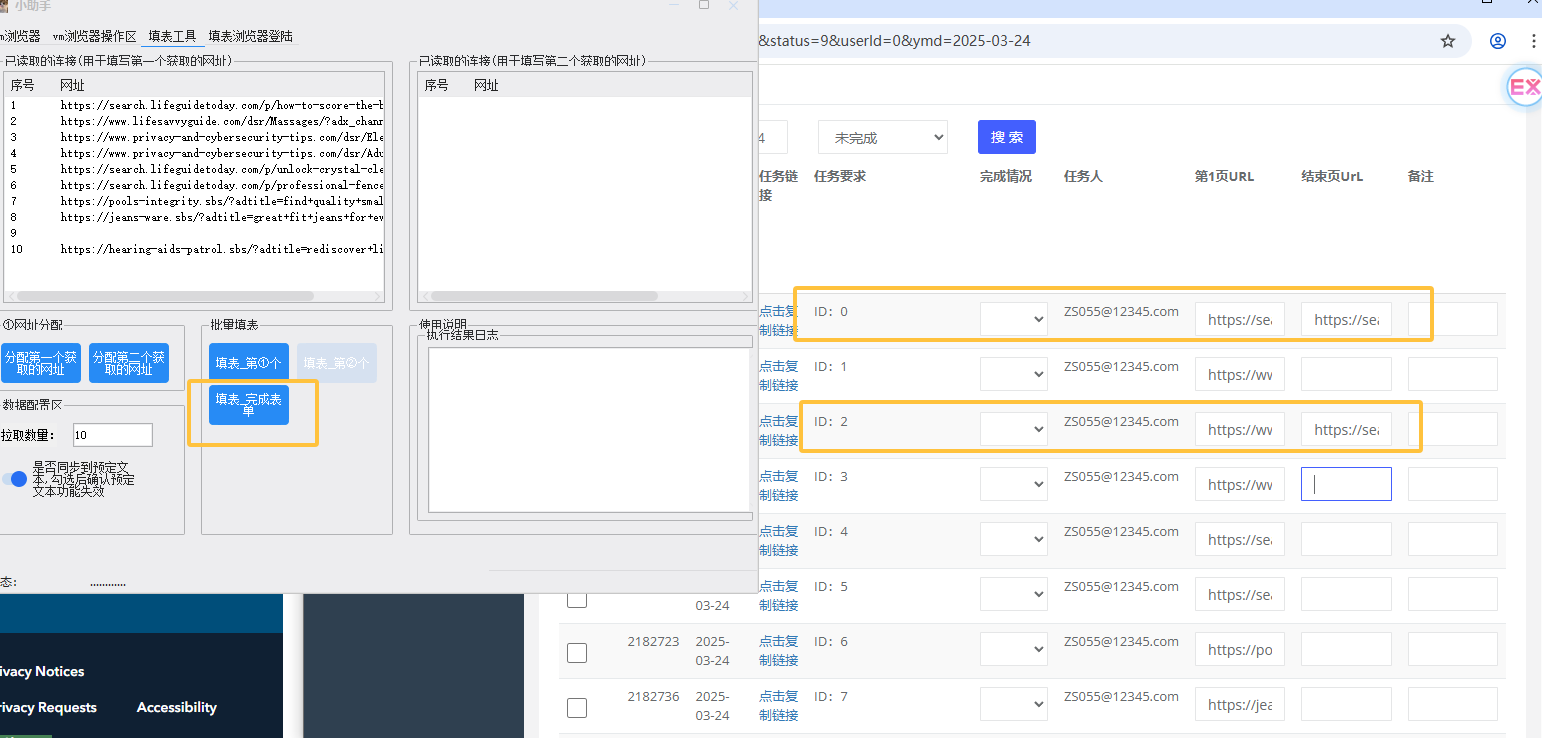 小助手
m浏览器 vm浏览器操作区 填表工具 填表浏览器登陆
已读取的连接(用于填写第一个获取的网址)
序号 网址
1 https://search.lifeguidetoday.com/p/how-to-score-the-b
2 https://www.lifesavvyguide.com/dsr/Massages/?adx_chann
3 https://www.privacy-and-cybersecurity-tips.com/dsr/Ele
4 https://www.privacy-and-cybersecurity-tips.com/dsr/Adu
5 https://search.lifeguidetoday.com/p/unlock-crystal-cle
6 https://search.lifeguidetoday.com/p/professional-fence
7 https://pools-integrity.sbs/?adtitle=find+quality+smal
8 https://jeans-ware.sbs/?adtitle=great+fit+jeans+for+ev
9
10 https://hearing-aids-patrol.sbs/?adtitle=rediscover+li
已读取的连接(用于填写第二个获取的网址)
序号 网址
①网址分配
分配第一个获
取的网址
分配第二个获
取的网址
批量填表
填表_第①个
填表_第②个
填表_完成表
单
使用说明
执行结果日志
数据配置区
拉取数量: 10
是否同步到预定文
本,勾选后确认预定
文本功能失效
态: ............
ivacy Notices
rivacy Requests Accessibility
&status=9&userId=0&ymd=2025-03-24
EX
4 未完成 搜 索
任务链
接
任务要求 完成情况 任务人 第1页URL 结束页UrL 备注
点击复
制链接
ID：0 ZS055@12345.com https://sea https://sea
点击复
制链接
ID：1 ZS055@12345.com https://ww
点击复
制链接
ID：2 ZS055@12345.com https://ww https://sea
点击复
制链接
ID：3 ZS055@12345.com https://ww
点击复
制链接
ID：4 ZS055@12345.com https://sea
03-24
点击复
制链接
ID：5 ZS055@12345.com https://sea
2182723 2025-
03-24
点击复
制链接
ID：6 ZS055@12345.com https://po
2182736 2025-
03-24
点击复
制链接
ID：7 ZS055@12345.com https://jea